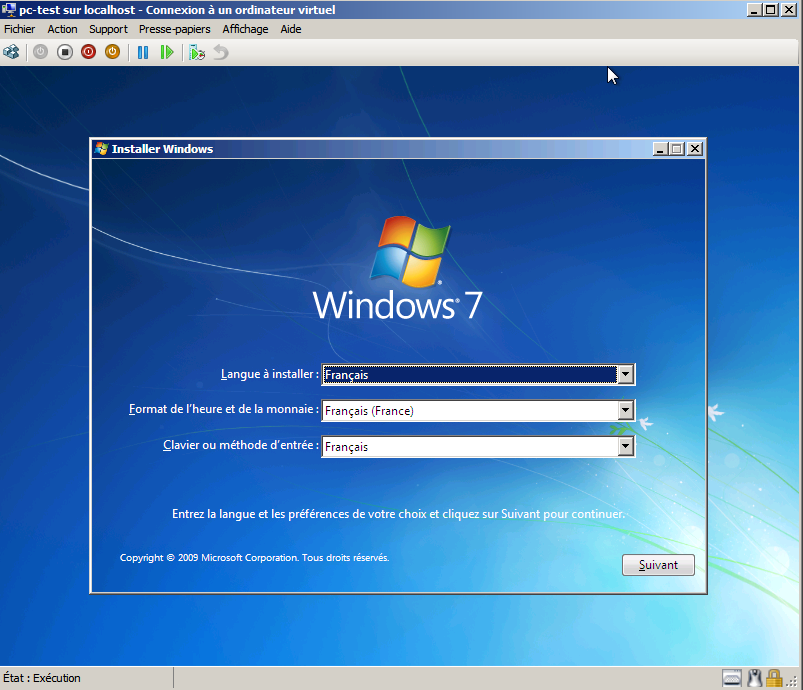 pc-test sur localhost - Connexion à un ordinateur virtuel
Fichier Action Support Presse-papiers Affichage Aide
Installer Windows
Windows® 7
Langue à installer : Français
Format de l'heure et de la monnaie : Français (France)
Clavier ou méthode d'entrée : Français
Entrez la langue et les préférences de votre choix et cliquez sur Suivant pour continuer.
Copyright © 2009 Microsoft Corporation. Tous droits réservés.
Suivant
État : Exécution